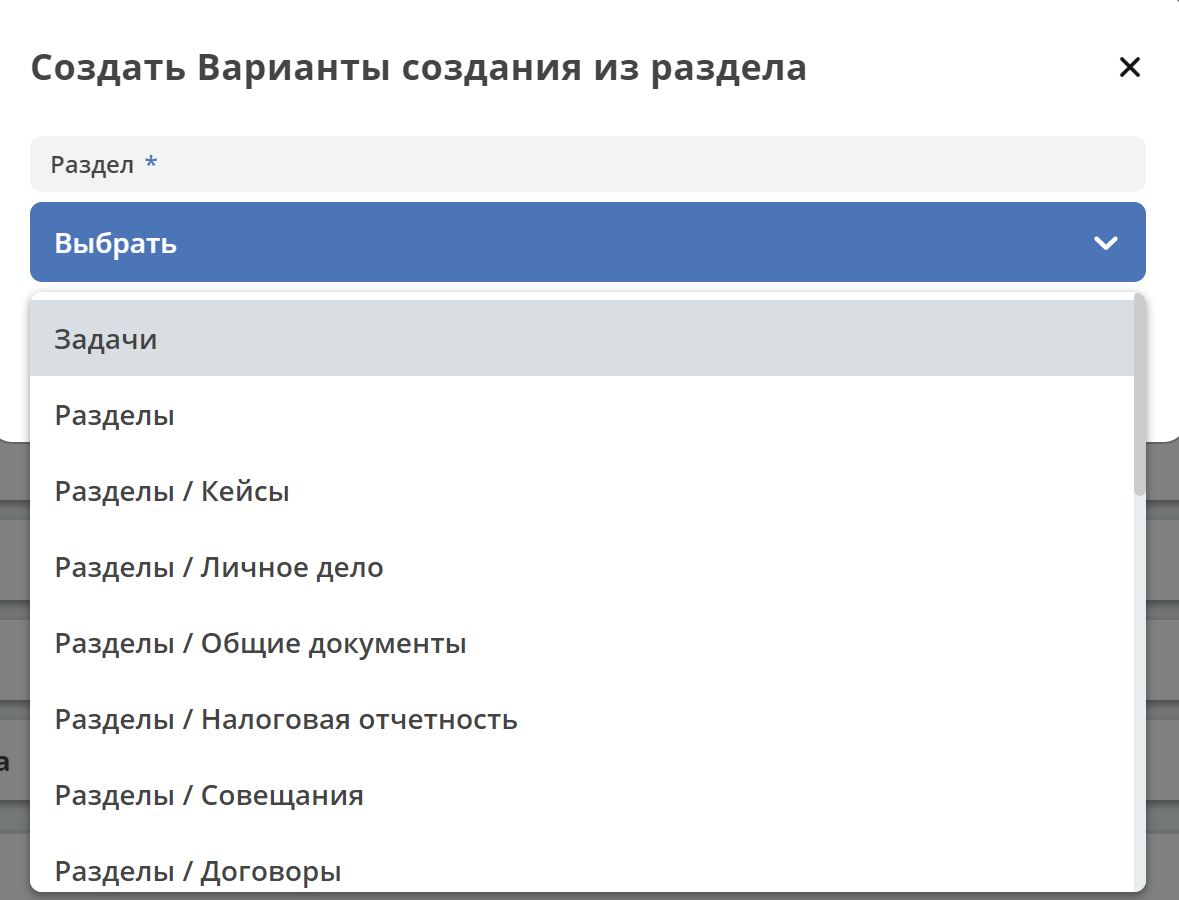 Создать Варианты создания из раздела
Раздел *
Выбрать
Задачи
Разделы
Разделы / Кейсы
Разделы / Личное дело
Разделы / Общие документы
Разделы / Налоговая отчетность
Разделы / Совещания
Разделы / Договоры
а